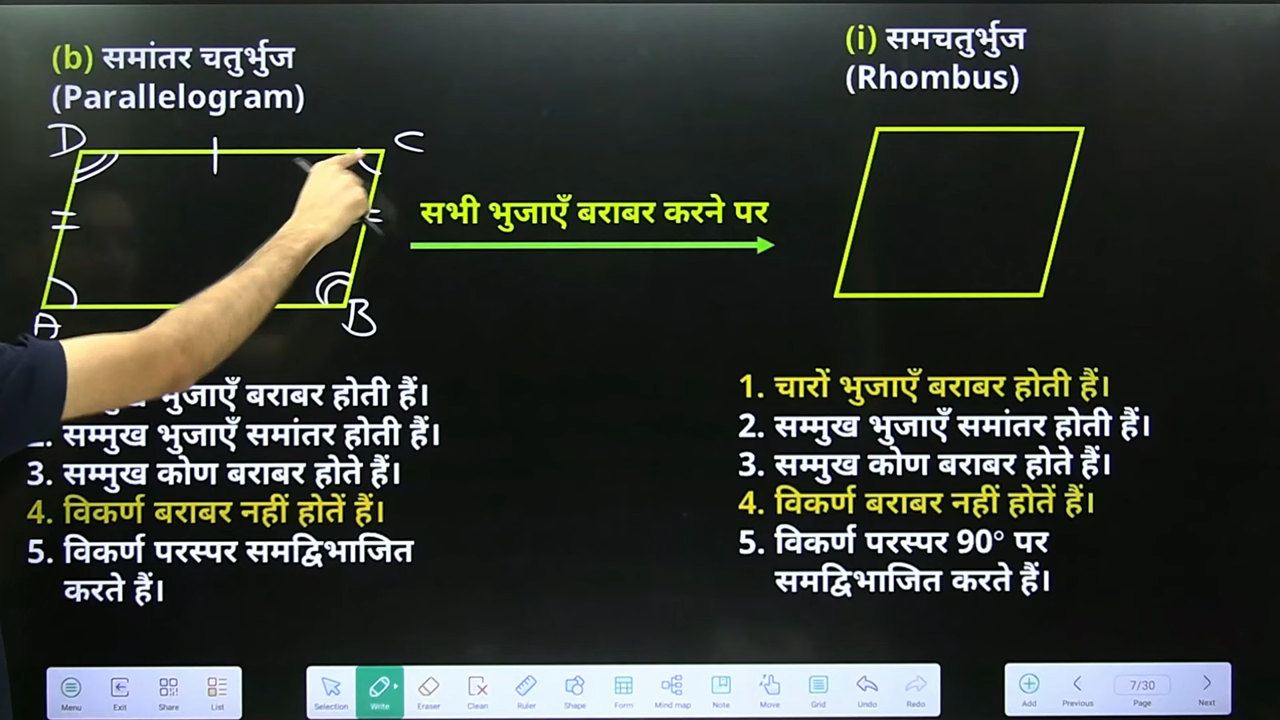 (b) समांतर चतुर्भुज
(Parallelogram)
D
C
A
B
भुजाएँ बराबर होती हैं।
सम्मुख भुजाएँ समांतर होती हैं।
3. सम्मुख कोण बराबर होते हैं।
4. विकर्ण बराबर नहीं होतें हैं।
5. विकर्ण परस्पर समद्विभाजित
करते हैं।
सभी भुजाएँ बराबर करने पर
(i) समचतुर्भुज
(Rhombus)
1. चारों भुजाएँ बराबर होती हैं।
2. सम्मुख भुजाएँ समांतर होती हैं।
3. सम्मुख कोण बराबर होते हैं।
4. विकर्ण बराबर नहीं होतें हैं।
5. विकर्ण परस्पर 90° पर
समद्विभाजित करते हैं।
Menu Exit Share List
Selection Write Eraser Clean Ruler Shape Form Mind map Note Move Grid Undo Redo
Add Previous 7/30 Page Next